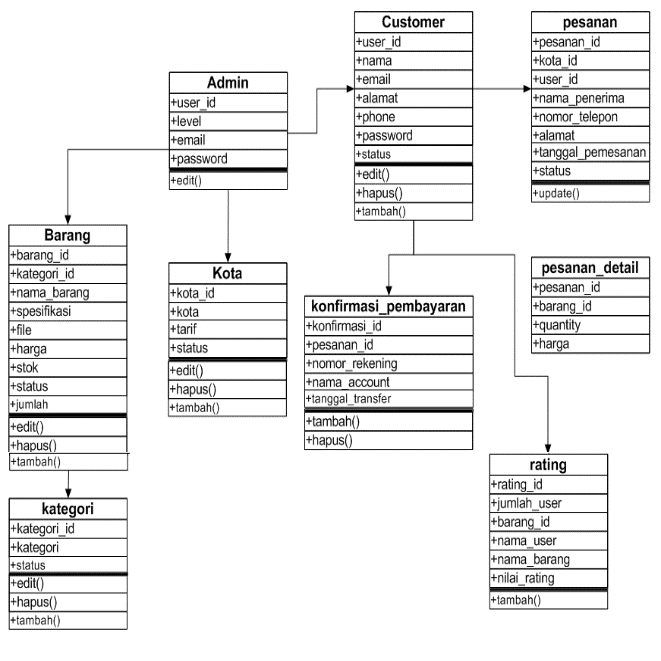 Customer
+user_id
+nama
+email
+alamat
+phone
+password
+status
+edit()
+hapus()
+tambah()
pesanan
+pesanan_id
+kota_id
+user_id
+nama_penerima
+nomor_telepon
+alamat
+tanggal_pemesanan
+status
+update()
Admin
+user_id
+level
+email
+password
+edit()
Barang
+barang_id
+kategori_id
+nama_barang
+spesifikasi
+file
+harga
+stok
+status
+jumlah
+edit()
+hapus()
+tambah()
Kota
+kota_id
+kota
+tarif
+status
+edit()
+hapus()
+tambah()
konfirmasi_pembayaran
+konfirmasi_id
+pesanan_id
+nomor_rekening
+nama_account
+tanggal_transfer
+tambah()
+hapus()
pesanan_detail
+pesanan_id
+barang_id
+quantity
+harga
rating
+rating_id
+jumlah_user
+barang_id
+nama_user
+nama_barang
+nilai_rating
+tambah()
kategori
+kategori_id
+kategori
+status
+edit()
+hapus()
+tambah()